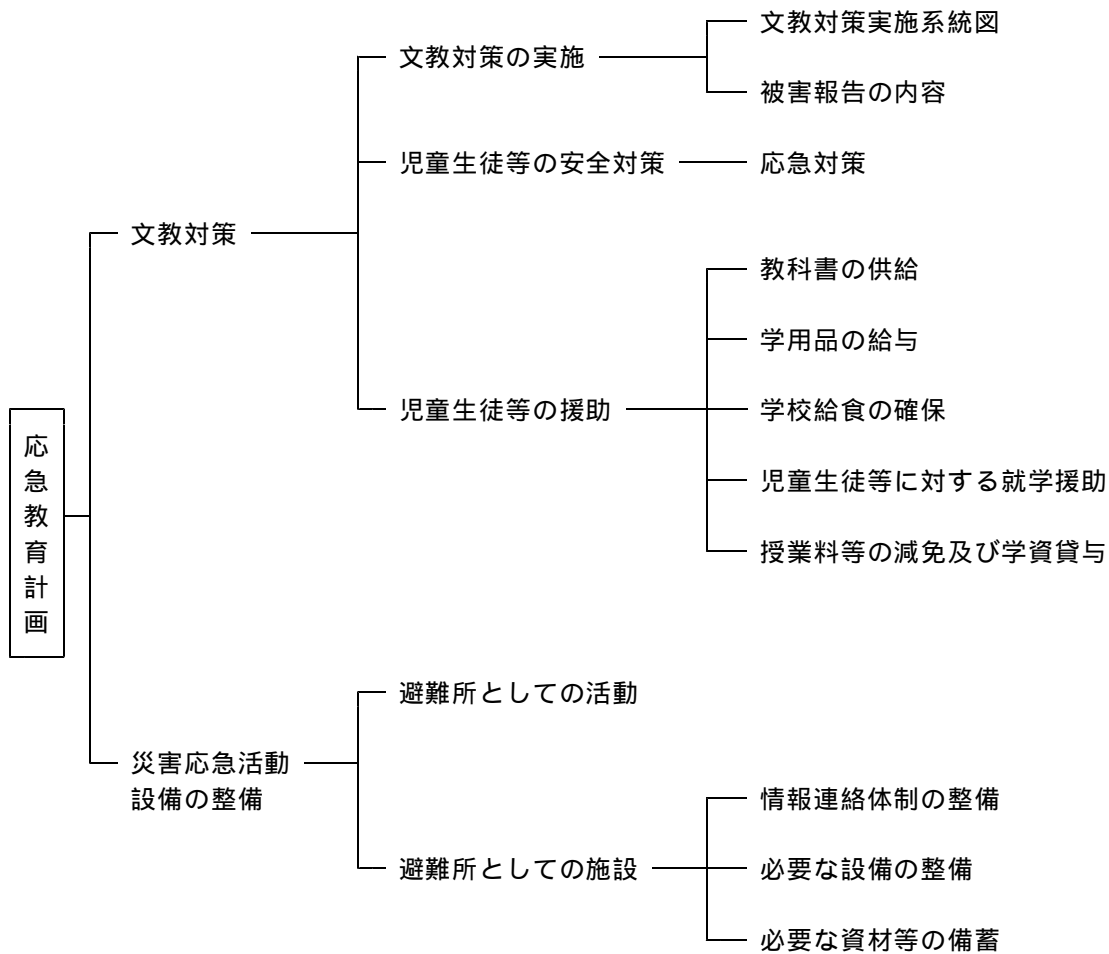 応急教育計画
文教対策
文教対策の実施
文教対策実施系統図
被害報告の内容
児童生徒等の安全対策
応急対策
児童生徒等の援助
教科書の供給
学用品の給与
学校給食の確保
児童生徒等に対する就学援助
授業料等の減免及び学資貸与
災害応急活動
設備の整備
避難所としての活動
避難所としての施設
情報連絡体制の整備
必要な設備の整備
必要な資材等の備蓄